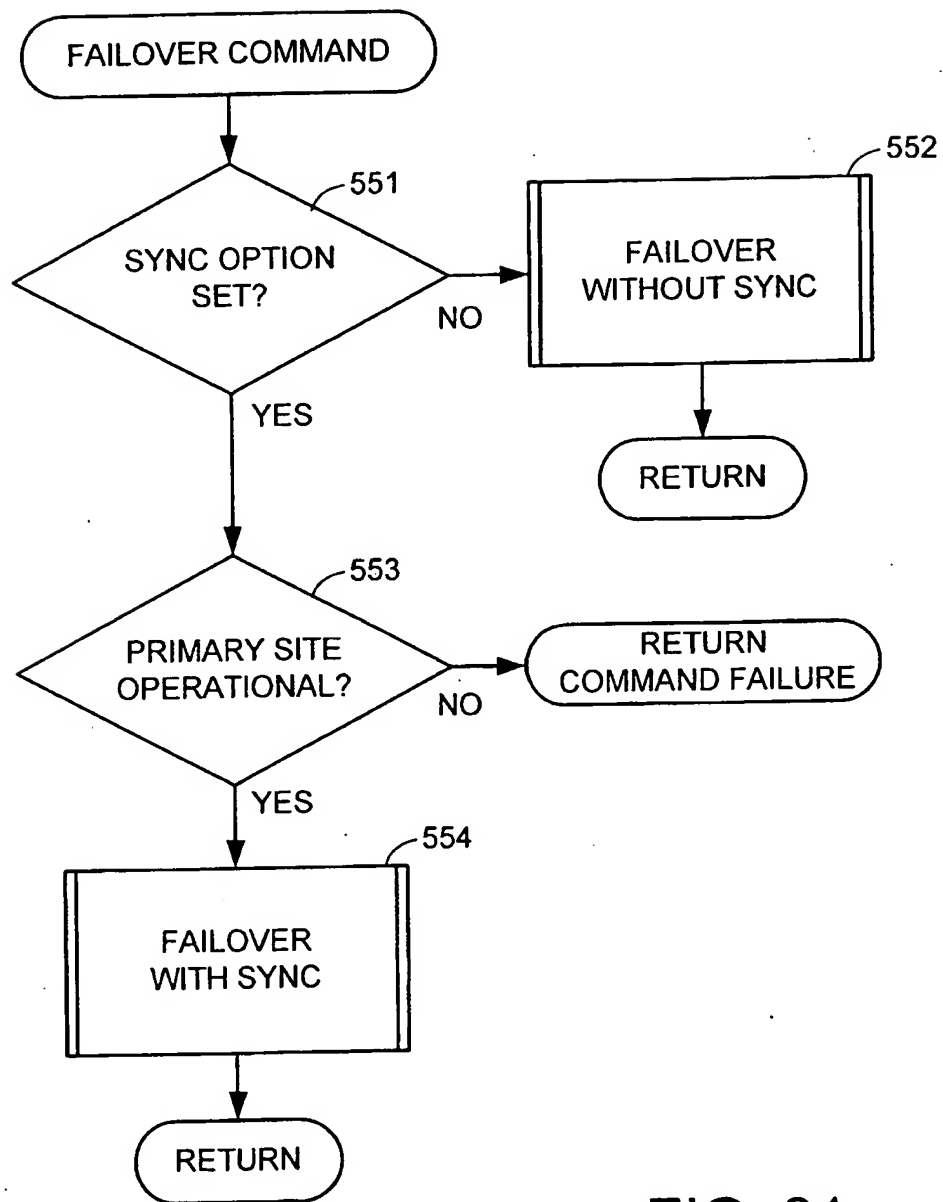 FAILOVER COMMAND
551
SYNC OPTION
SET?
NO
YES
552
FAILOVER
WITHOUT SYNC
RETURN
553
PRIMARY SITE
OPERATIONAL?
NO
YES
RETURN
COMMAND FAILURE
554
FAILOVER
WITH SYNC
RETURN